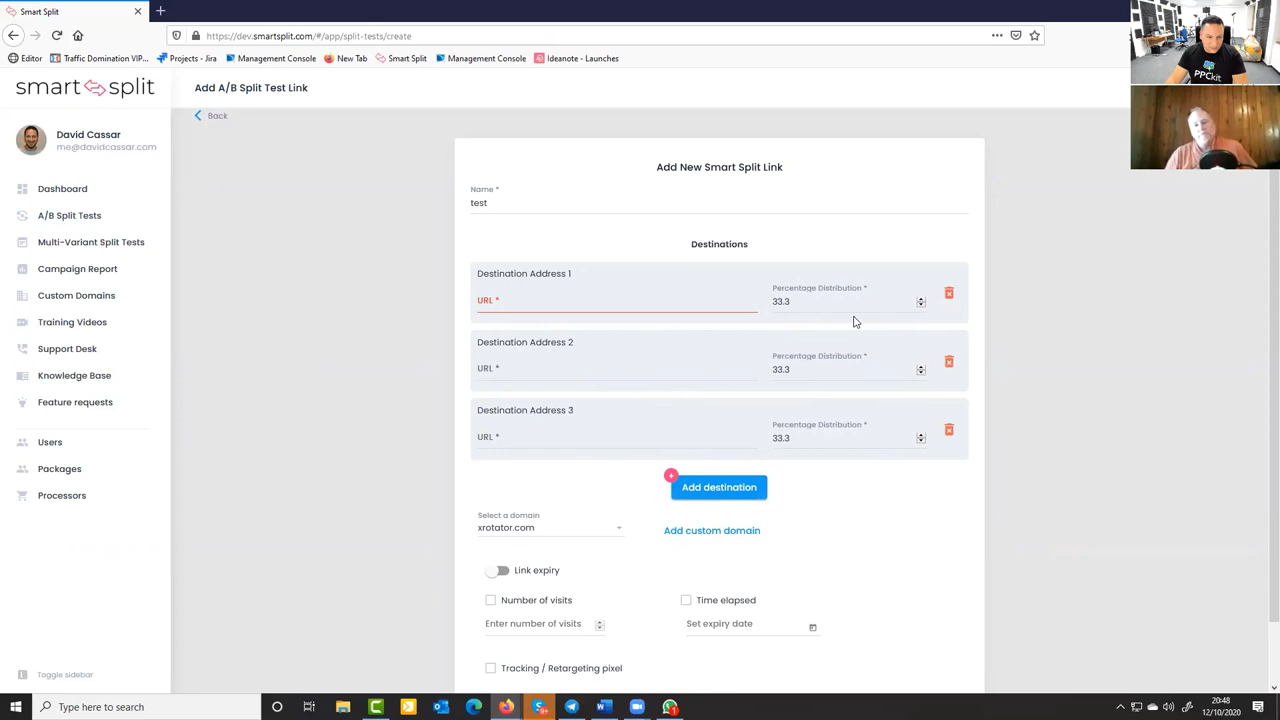 Smart Split
https://dev.smartsplit.com/#/app/split-tests/create
Editor
Traffic Domination VIP...
Projects - Jira
Management Console
New Tab
Smart Split
Management Console
Ideanote - Launches
smart split
Add A/B Split Test Link
Back
David Cassar
me@davidcassar.com
Dashboard
A/B Split Tests
Multi-Variant Split Tests
Campaign Report
Custom Domains
Training Videos
Support Desk
Knowledge Base
Feature requests
Users
Packages
Processors
Toggle sidebar
Add New Smart Split Link
Name *
test
Destinations
Destination Address 1
URL *
Percentage Distribution *
33.3
Destination Address 2
URL *
Percentage Distribution *
33.3
Destination Address 3
URL *
Percentage Distribution *
33.3
+
Add destination
Select a domain
xrotator.com
Add custom domain
Link expiry
Number of visits
Time elapsed
Enter number of visits
Set expiry date
Tracking / Retargeting pixel
PPCkit
Type here to search
20:48
12/10/2020